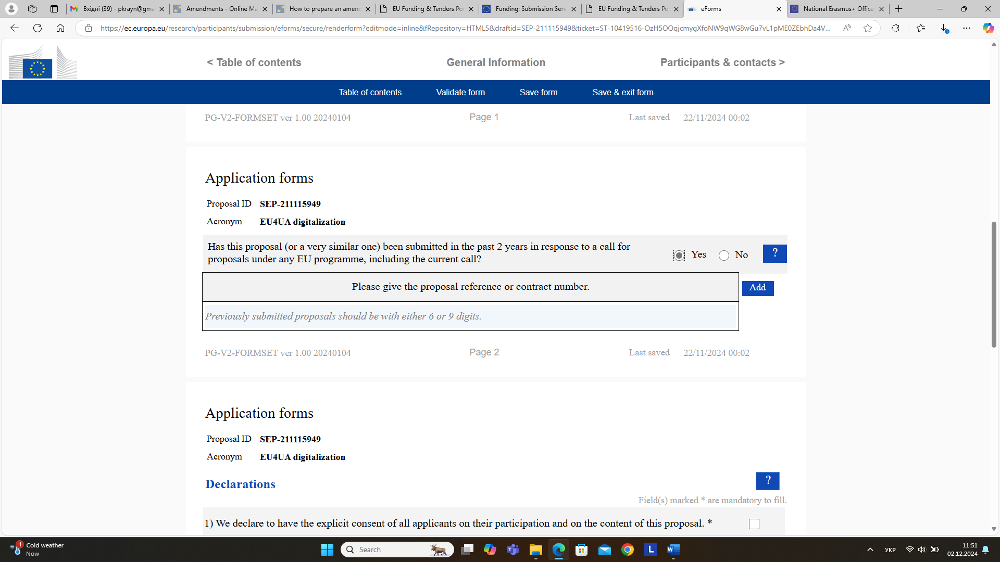 Вхідні (39) - pkrayn@gma
Amendments - Online Ma
How to prepare an amen
EU Funding & Tenders Po
Funding: Submission Serv
EU Funding & Tenders Po
eForms
National Erasmus+ Office
https://ec.europa.eu/research/participants/submission/eforms/secure/renderform?editmode=inline&fRepository=HTML5&draftid=SEP-211115949&ticket=ST-10419516-OzH5OOqjcmygXfoNW9qWG8wGu7vL1pME0ZEbhDa4V...
< Table of contents
General Information
Participants & contacts >
Table of contents
Validate form
Save form
Save & exit form
PG-V2-FORMSET ver 1.00 20240104
Page 1
Last saved 22/11/2024 00:02
Application forms
Proposal ID SEP-211115949
Acronym EU4UA digitalization
Has this proposal (or a very similar one) been submitted in the past 2 years in response to a call for
proposals under any EU programme, including the current call?
Yes
No
?
Please give the proposal reference or contract number.
Add
Previously submitted proposals should be with either 6 or 9 digits.
PG-V2-FORMSET ver 1.00 20240104
Page 2
Last saved 22/11/2024 00:02
Application forms
Proposal ID SEP-211115949
Acronym EU4UA digitalization
Declarations
?
Field(s) marked * are mandatory to fill.
1) We declare to have the explicit consent of all applicants on their participation and on the content of this proposal. *
1
Cold weather
Now
Search
УКР
11:51
02.12.2024